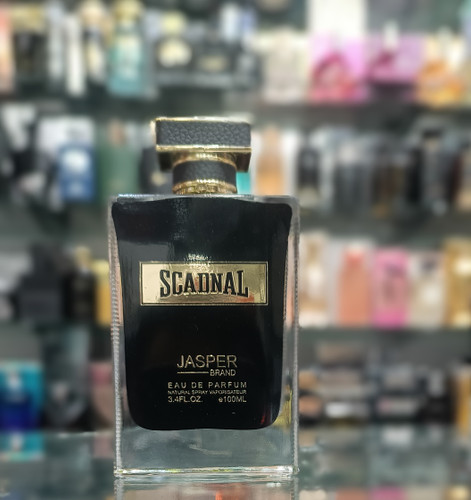 SCADNAL
JASPER
BRAND
EAU DE PARFUM
NATURAL SPRAY VAPORISATEUR
3.4FL.OZ. e100ML